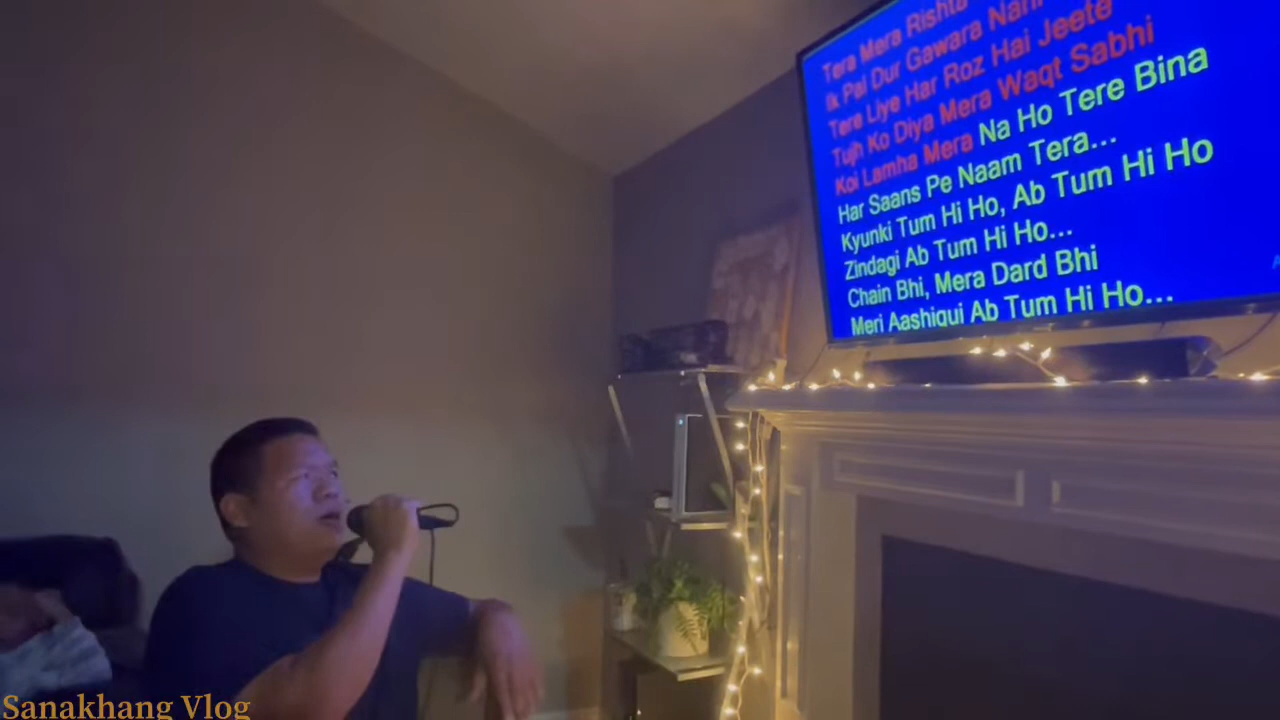 Tera Mera Rishta
Ik Pal Dur Gawara Nahi
Tere Liye Har Roz Hai Jeete
Tujh Ko Diya Mera Waqt Sabhi
Koi Lamha Mera Na Ho Tere Bina
Har Saans Pe Naam Tera...
Kyunki Tum Hi Ho, Ab Tum Hi Ho
Zindagi Ab Tum Hi Ho...
Chain Bhi, Mera Dard Bhi
Meri Aashiqui Ab Tum Hi Ho...
Sanakhang Vlog